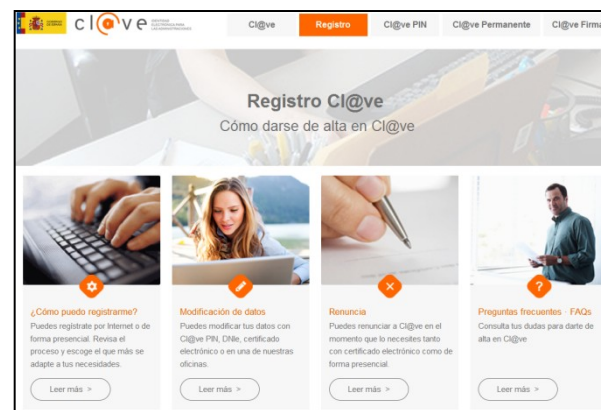 cl@ve
Cl@ve
Registro
Cl@ve PIN
Cl@ve Permanente
Cl@ve Firma
Registro Cl@ve
Cómo darse de alta en Cl@ve
¿Cómo puedo registrarme?
Puedes registrate por Internet o de
forma presencial. Revisa el
proceso y escoge el que más se
adapte a tus necesidades.
Leer más >
Modificación de datos
Puedes modificar tus datos con
Cl@ve PIN, DNIe, certificado
electrónico o en una de nuestras
oficinas.
Leer más >
Renuncia
Puedes renunciar a Cl@ve en el
momento que lo necesites tanto
con certificado electrónico como de
forma presencial.
Leer más >
Preguntas frecuentes · FAQs
Consulta tus dudas para darte de
alta en Cl@ve
Leer más >